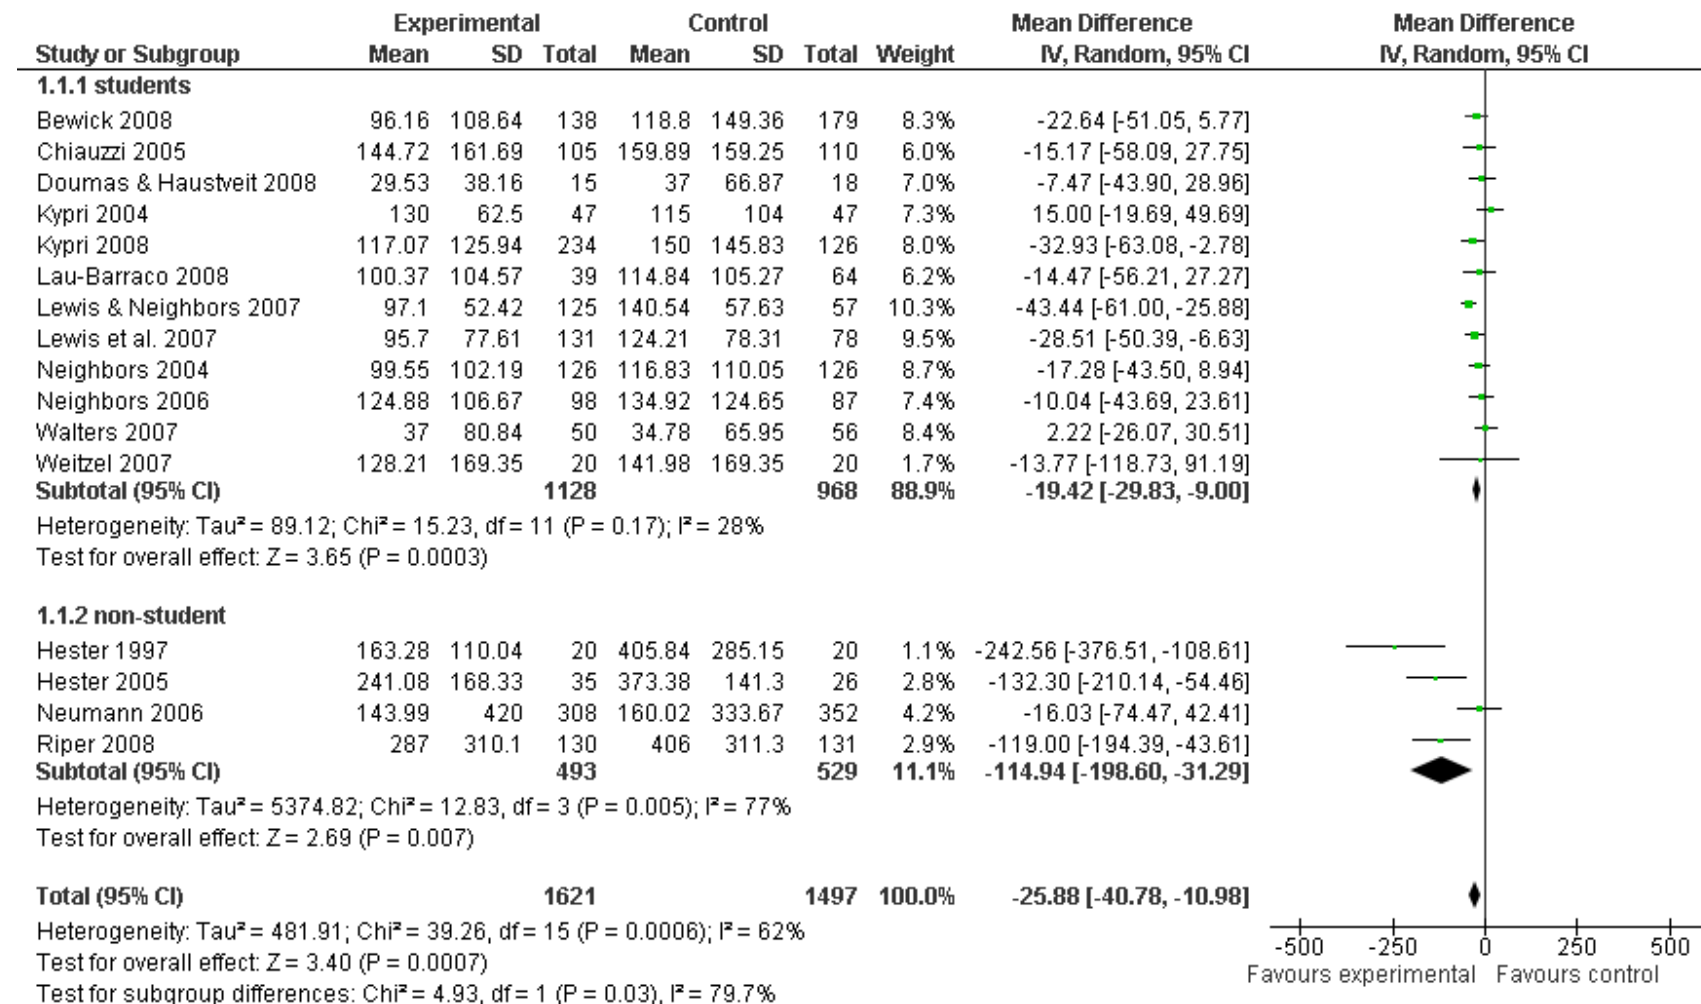 Experimental Control Mean Difference Mean Difference
Study or Subgroup Mean SD Total Mean SD Total Weight IV, Random, 95% CI IV, Random, 95% CI
1.1.1 students
Bewick 2008 96.16 108.64 138 118.8 149.36 179 8.3% -22.64 [-51.05, 5.77]
Chiauzzi 2005 144.72 161.69 105 159.89 159.25 110 6.0% -15.17 [-58.09, 27.75]
Doumas & Haustveit 2008 29.53 38.16 15 37 66.87 18 7.0% -7.47 [-43.90, 28.96]
Kypri 2004 130 62.5 47 115 104 47 7.3% 15.00 [-19.69, 49.69]
Kypri 2008 117.07 125.94 234 150 145.83 126 8.0% -32.93 [-63.08, -2.78]
Lau-Barraco 2008 100.37 104.57 39 114.84 105.27 64 6.2% -14.47 [-56.21, 27.27]
Lewis & Neighbors 2007 97.1 52.42 125 140.54 57.63 57 10.3% -43.44 [-61.00, -25.88]
Lewis et al. 2007 95.7 77.61 131 124.21 78.31 78 9.5% -28.51 [-50.39, -6.63]
Neighbors 2004 99.55 102.19 126 116.83 110.05 126 8.7% -17.28 [-43.50, 8.94]
Neighbors 2006 124.88 106.67 98 134.92 124.65 87 7.4% -10.04 [-43.69, 23.61]
Walters 2007 37 80.84 50 34.78 65.95 56 8.4% 2.22 [-26.07, 30.51]
Weitzel 2007 128.21 169.35 20 141.98 169.35 20 1.7% -13.77 [-118.73, 91.19]
Subtotal (95% CI) 1128 968 88.9% -19.42 [-29.83, -9.00]
Heterogeneity: Tau² = 89.12; Chi² = 15.23, df = 11 (P = 0.17); I² = 28%
Test for overall effect: Z = 3.65 (P = 0.0003)
1.1.2 non-student
Hester 1997 163.28 110.04 20 405.84 285.15 20 1.1% -242.56 [-376.51, -108.61]
Hester 2005 241.08 168.33 35 373.38 141.3 26 2.8% -132.30 [-210.14, -54.46]
Neumann 2006 143.99 420 308 160.02 333.67 352 4.2% -16.03 [-74.47, 42.41]
Riper 2008 287 310.1 130 406 311.3 131 2.9% -119.00 [-194.39, -43.61]
Subtotal (95% CI) 493 529 11.1% -114.94 [-198.60, -31.29]
Heterogeneity: Tau² = 5374.82; Chi² = 12.83, df = 3 (P = 0.005); I² = 77%
Test for overall effect: Z = 2.69 (P = 0.007)
Total (95% CI) 1621 1497 100.0% -25.88 [-40.78, -10.98]
Heterogeneity: Tau² = 481.91; Chi² = 39.26, df = 15 (P = 0.0006); I² = 62%
Test for overall effect: Z = 3.40 (P = 0.0007)
Test for subgroup differences: Chi² = 4.93, df = 1 (P = 0.03), I² = 79.7%
-500 -250 0 250 500
Favours experimental Favours control